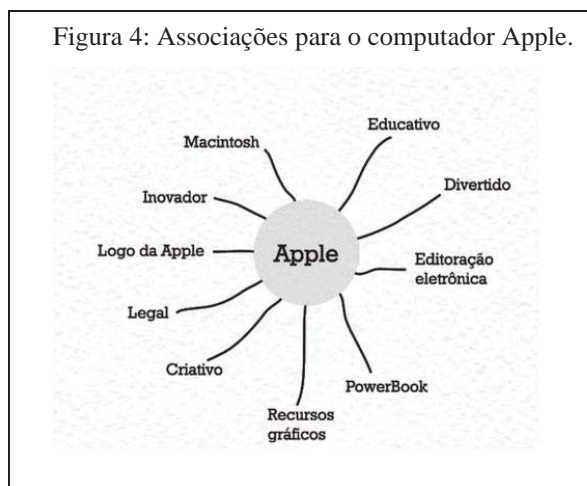 Figura 4: Associações para o computador Apple.
Educativo
Macintosh
Divertido
Inovador
Logo da Apple
Apple
Editoração
eletrônica
Legal
Criativo
PowerBook
Recursos
gráficos